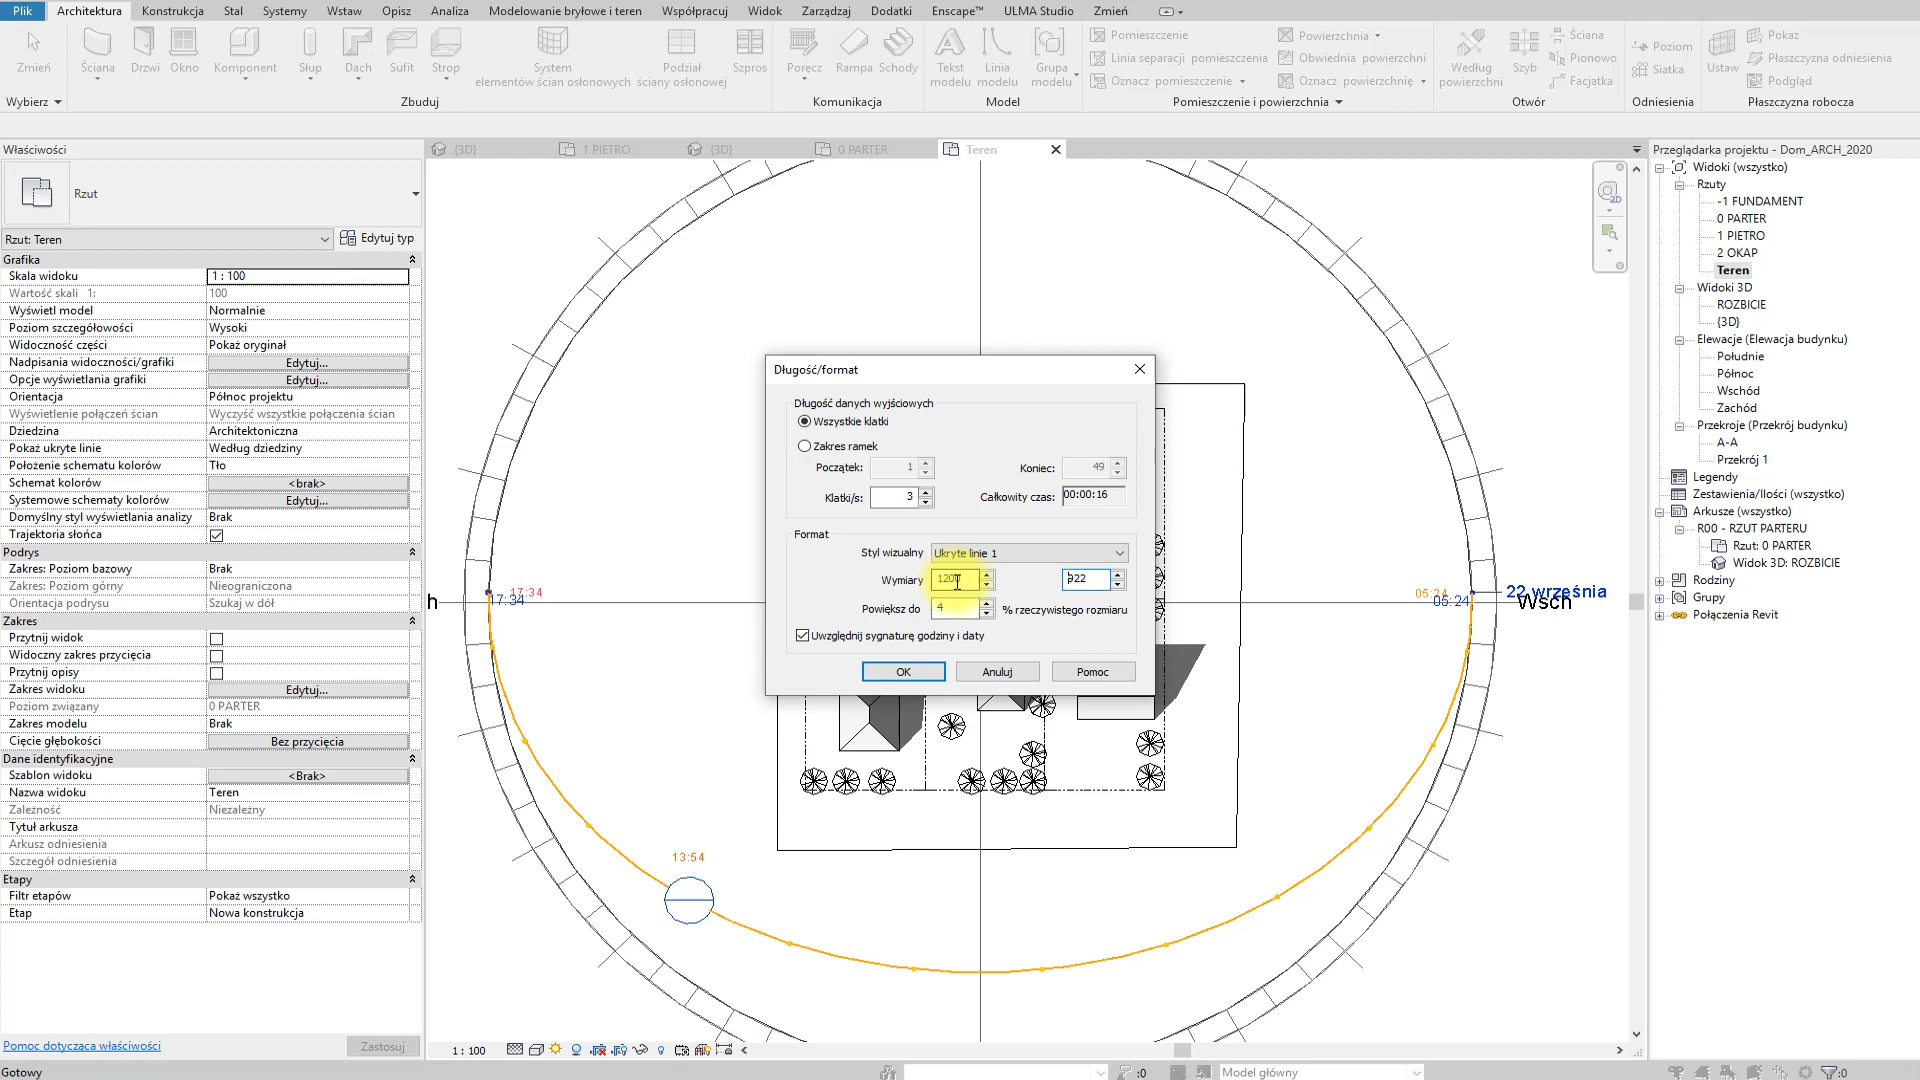 Plik Architektura Konstrukcja Stal Systemy Wstaw Opisz Analiza Modelowanie bryłowe i teren Współpracuj Widok Zarządzaj Dodatki Enscape™ ULMA Studio Zmień
Zmień Ściana Drzwi Okno Komponent Słup Dach Sufit Strop System Podział Szpros Poręcz Rampa Schody Tekst Linia Grupa
elementów ścian osłonowych ściany osłonowej modelu modelu modelu
Pomieszczenie Powierzchnia
Linia separacji pomieszczenia Obwiednia powierzchni
Oznacz pomieszczenie Oznacz powierzchnię
Według Szyb Ściana
powierzchni Pionowo
Facjatka
Poziom
Siatka
Ustaw Pokaż
Płaszczyzna odniesienia
Podgląd
Wybierz Zbuduj Komunikacja Model Pomieszczenie i powierzchnia Otwór Odniesienia Płaszczyzna robocza
Właściwości
Rzut
Rzut: Teren Edytuj typ
Grafika
Skala widoku 1 : 100
Wartość skali 1: 100
Wyświetl model Normalnie
Poziom szczegółowości Wysoki
Widoczność części Pokaż oryginał
Nadpisania widoczności/grafiki Edytuj...
Opcje wyświetlania grafiki Edytuj...
Orientacja Północ projektu
Wyświetlenie połączeń ścian Wyczyść wszystkie połączenia ścian
Dziedzina Architektoniczna
Pokaż ukryte linie Według dziedziny
Położenie schematu kolorów Tło
Schemat kolorów <brak>
Systemowe schematy kolorów Edytuj...
Domyślny styl wyświetlania analizy Brak
Trajektoria słońca
Podrys
Zakres: Poziom bazowy Brak
Zakres: Poziom górny Nieograniczona
Orientacja podrysu Szukaj w dół
Zakres
Przytnij widok
Widoczny zakres przycięcia
Przytnij opisy
Zakres widoku Edytuj...
Poziom związany 0 PARTER
Zakres modelu Brak
Cięcie głębokości Bez przycięcia
Dane identyfikacyjne
Szablon widoku <Brak>
Nazwa widoku Teren
Zależność Niezależny
Tytuł arkusza
Arkusz odniesienia
Szczegół odniesienia
Etapy
Filtr etapów Pokaż wszystko
Etap Nowa konstrukcja
Pomoc dotycząca właściwości Zastosuj
{3D} 1 PIETRO {3D} 0 PARTER Teren
2D
17:34
17:34
h
05:24
05:24
22 września
Wsch
13:54
Długość/format
Długość danych wyjściowych
Wszystkie klatki
Zakres ramek
Początek: 1 Koniec: 49
Klatki/s: 3 Całkowity czas: 00:00:16
Format
Styl wizualny Ukryte linie 1
Wymiary 1200 922
Powiększ do 4 % rzeczywistego rozmiaru
Uwzględnij sygnaturę godziny i daty
OK Anuluj Pomoc
Przeglądarka projektu - Dom_ARCH_2020
Widoki (wszystko)
Rzuty
-1 FUNDAMENT
0 PARTER
1 PIETRO
2 OKAP
Teren
Widoki 3D
ROZBICIE
{3D}
Elewacje (Elewacja budynku)
Południe
Północ
Wschód
Zachód
Przekroje (Przekrój budynku)
A-A
Przekrój 1
Legendy
Zestawienia/Ilości (wszystko)
Arkusze (wszystko)
R00 - RZUT PARTERU
Rzut: 0 PARTER
Widok 3D: ROZBICIE
Rodziny
Grupy
Połączenia Revit
1 : 100
Gotowy :0 Model główny :0